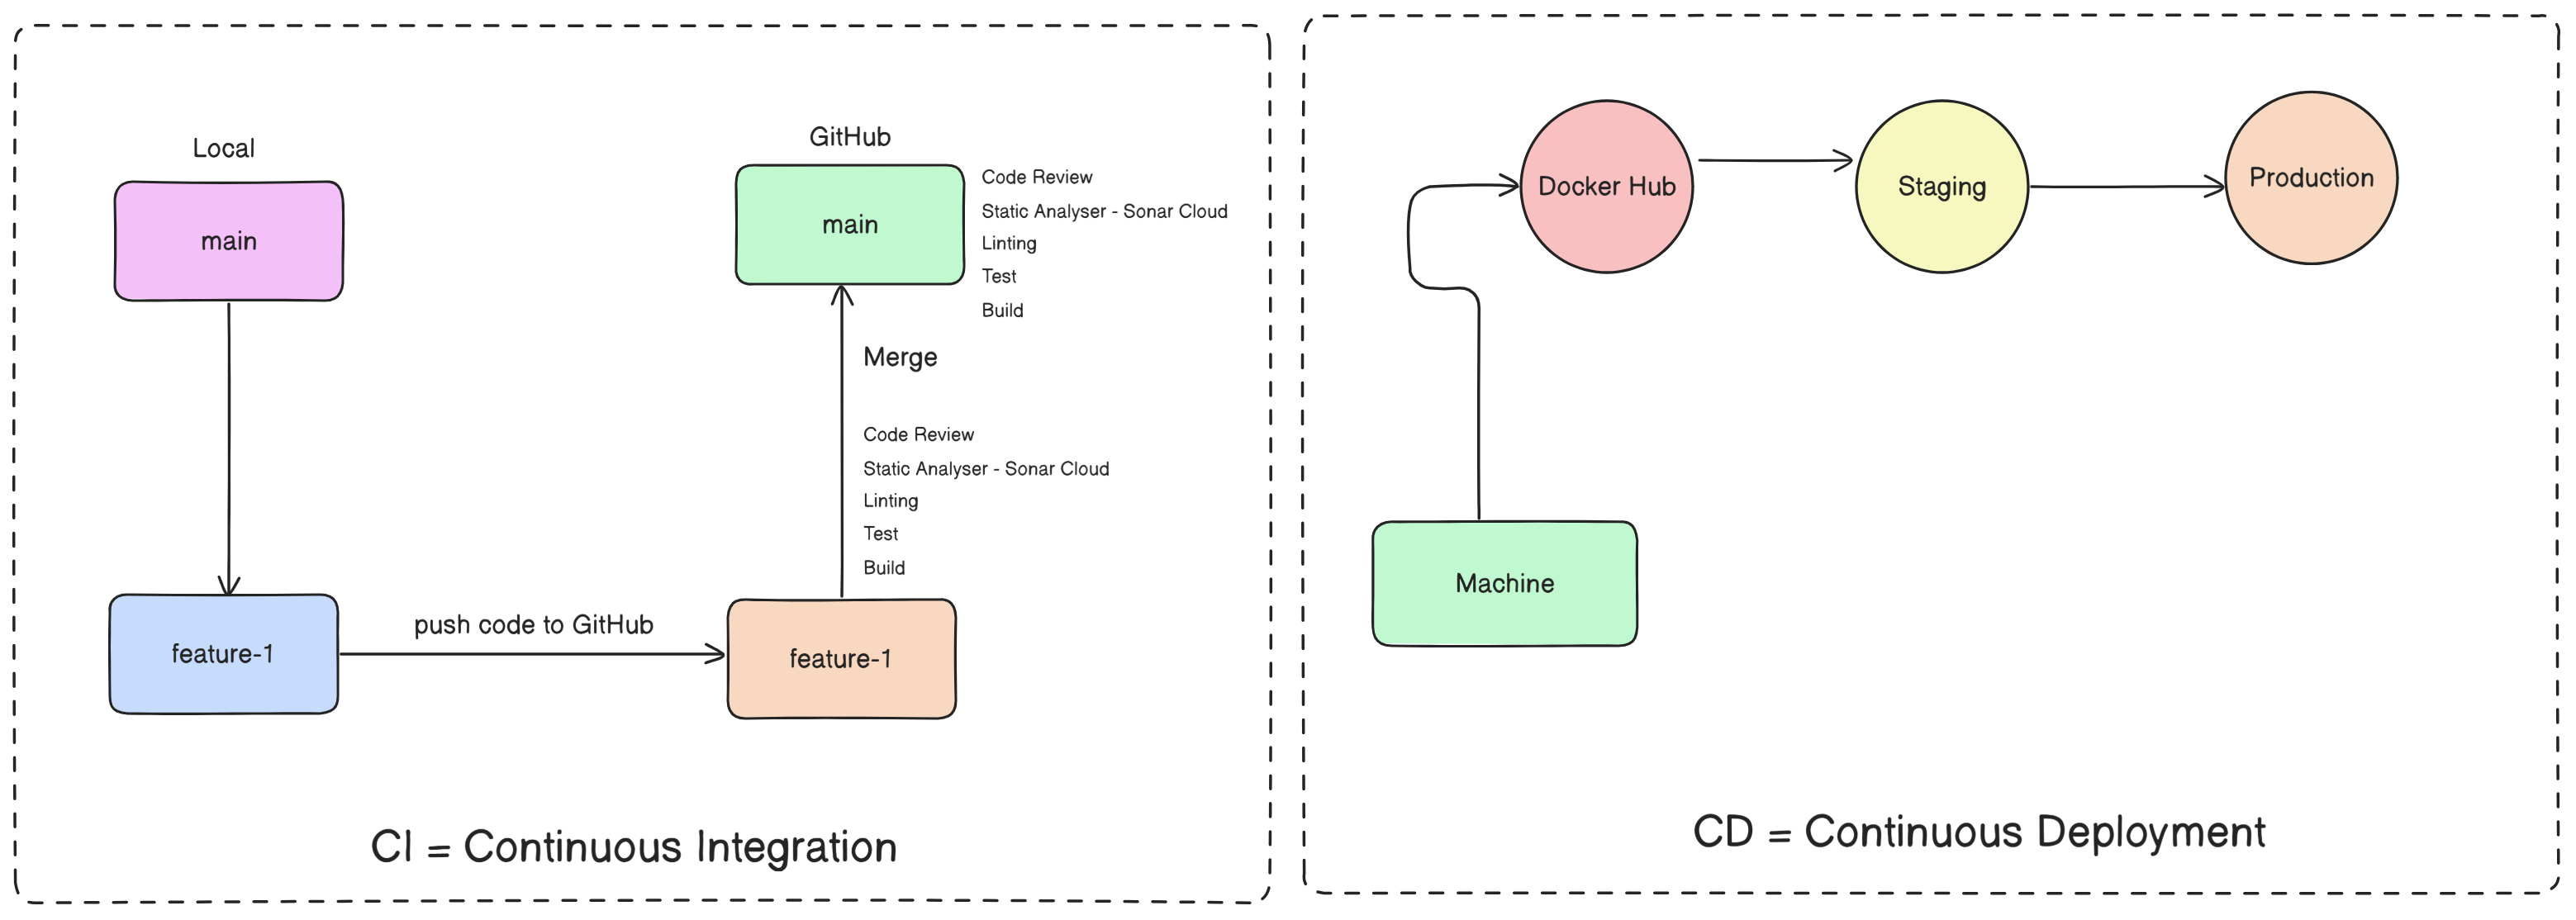 Local
main
feature-1
push code to GitHub
GitHub
main
Code Review
Static Analyser - Sonar Cloud
Linting
Test
Build
Merge
Code Review
Static Analyser - Sonar Cloud
Linting
Test
Build
feature-1
CI = Continuous Integration
Docker Hub
Staging
Production
Machine
CD = Continuous Deployment